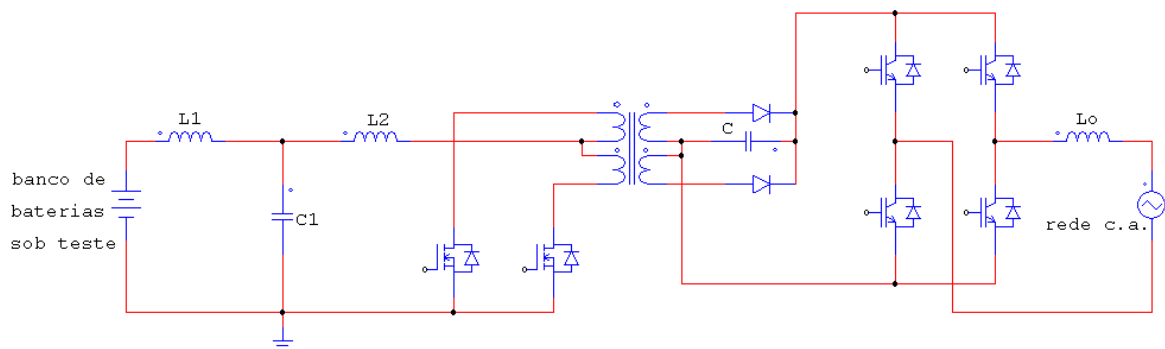 L1
L2
C
Lo
banco de
baterias
sob teste
C1
rede c.a.